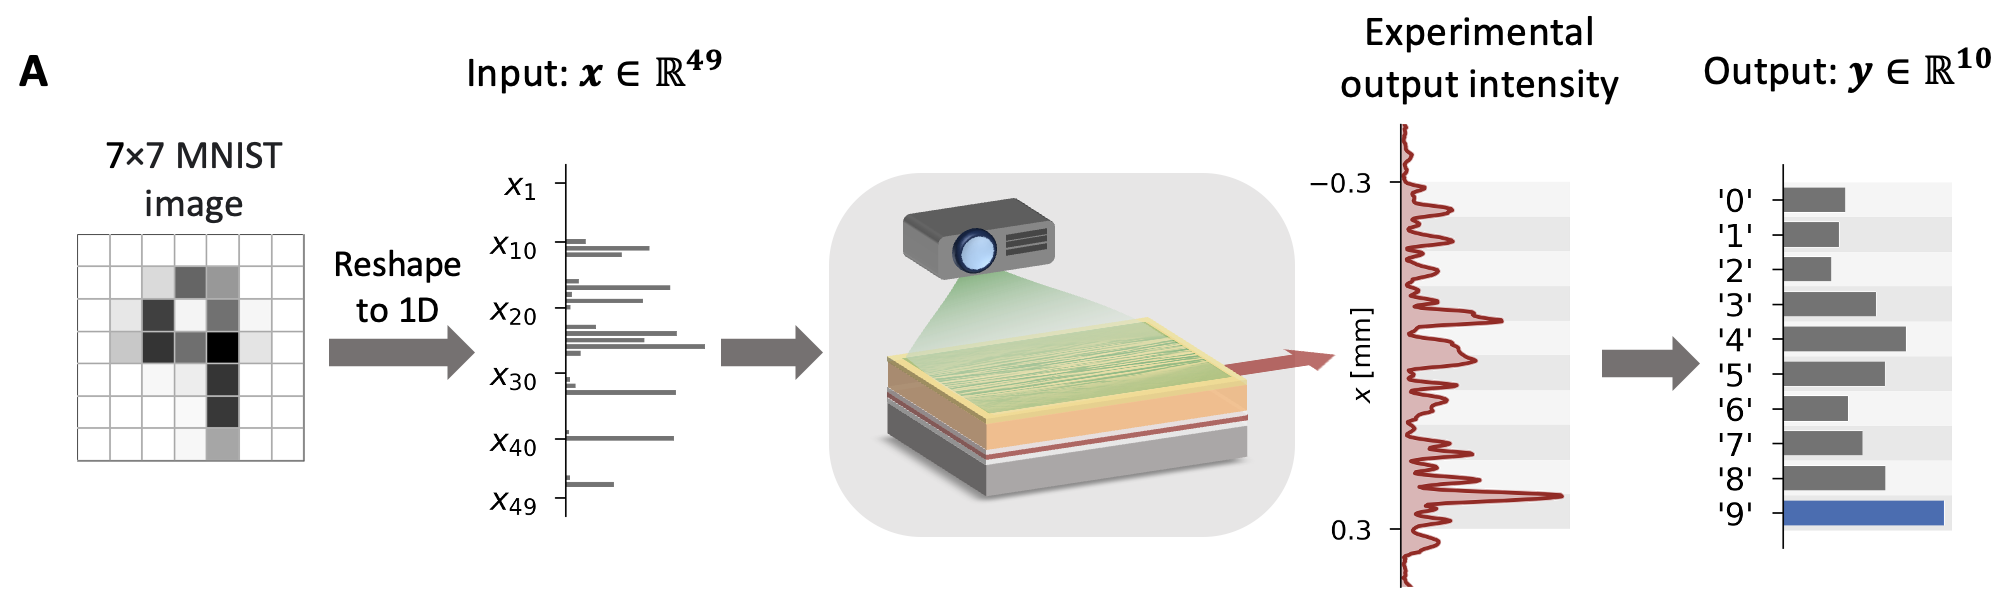 A
7×7 MNIST
image
Reshape
to 1D
Input: x ∈ ℝ⁴⁹
x₁
x₁₀
x₂₀
x₃₀
x₄₀
x₄₉
Experimental
output intensity
−0.3
x [mm]
0.3
Output: y ∈ ℝ¹⁰
'0'
'1'
'2'
'3'
'4'
'5'
'6'
'7'
'8'
'9'